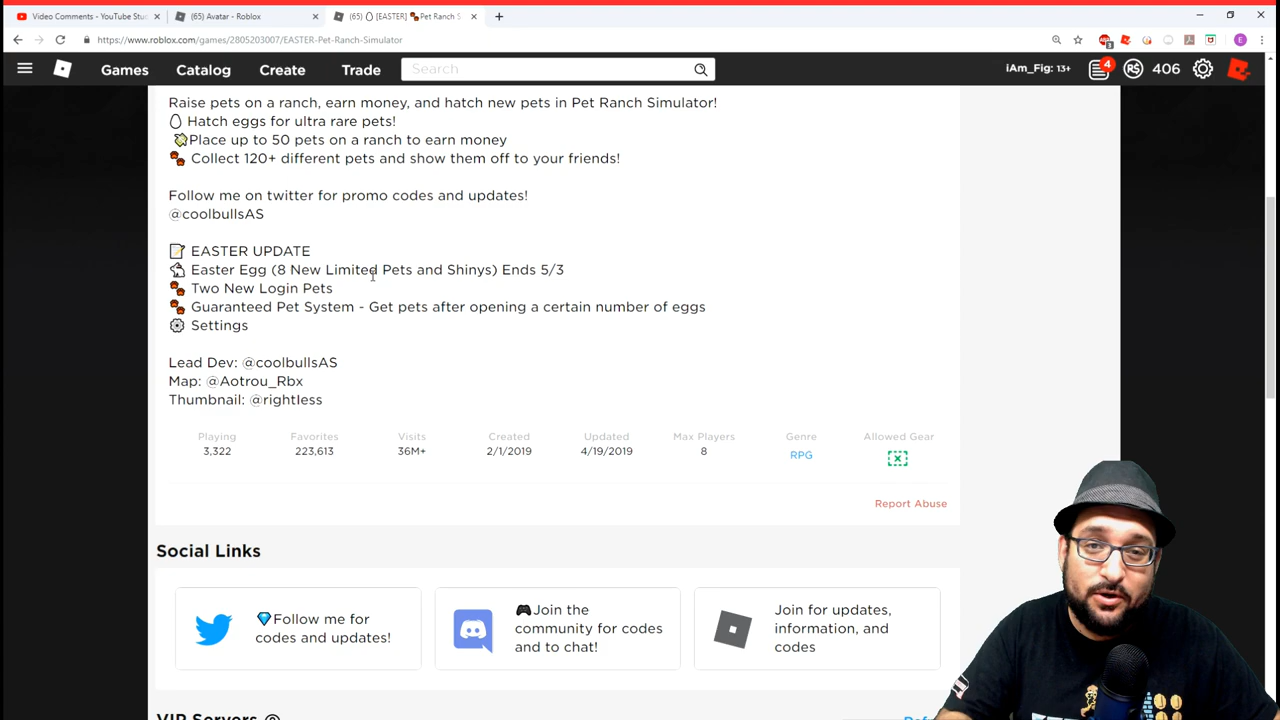 Video Comments - YouTube Stu
(65) Avatar - Roblox
(65) [EASTER] Pet Ranch S
https://www.roblox.com/games/2805203007/EASTER-Pet-Ranch-Simulator
Games
Catalog
Create
Trade
Search
iAm_Fig: 13+
4
406
Raise pets on a ranch, earn money, and hatch new pets in Pet Ranch Simulator!
Hatch eggs for ultra rare pets!
Place up to 50 pets on a ranch to earn money
Collect 120+ different pets and show them off to your friends!
Follow me on twitter for promo codes and updates!
@coolbullsAS
EASTER UPDATE
Easter Egg (8 New Limited Pets and Shinys) Ends 5/3
Two New Login Pets
Guaranteed Pet System - Get pets after opening a certain number of eggs
Settings
Lead Dev: @coolbullsAS
Map: @Aotrou_Rbx
Thumbnail: @rightless
Playing
Favorites
Visits
Created
Updated
Max Players
Genre
Allowed Gear
3,322
223,613
36M+
2/1/2019
4/19/2019
8
RPG
Report Abuse
Social Links
Follow me for
codes and updates!
Join the
community for codes
and to chat!
Join for updates,
information, and
codes
VIP Servers